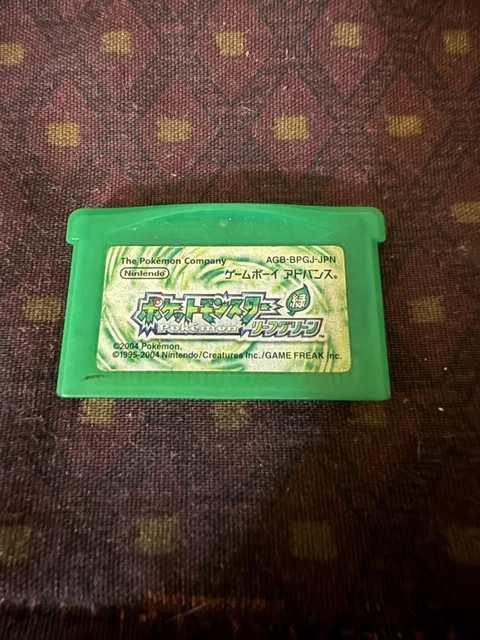 The Pokémon Company AGB-BPGJ-JPN
Nintendo ゲームボーイ アドバンス®
ポケットモンスター 緑
Pokémon リーフグリーン
©2004 Pokémon.
©1995-2004 Nintendo/Creatures inc./GAME FREAK inc.